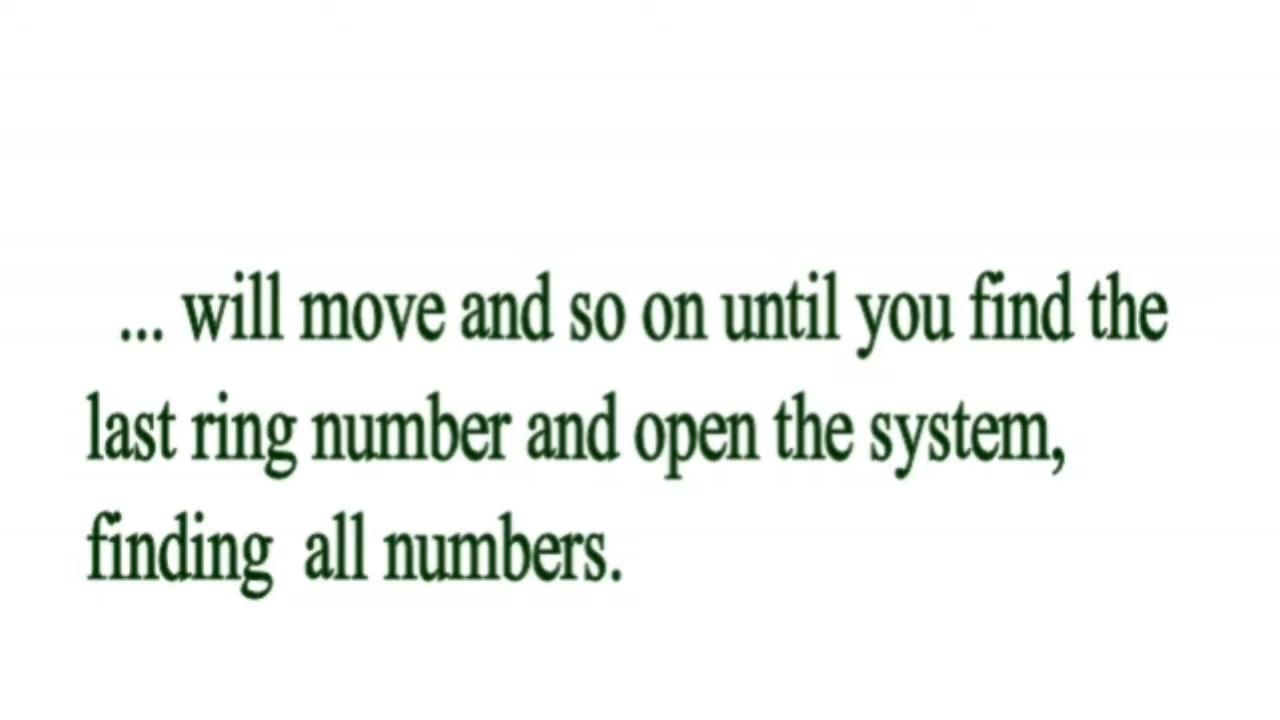 ... will move and so on until you find the
last ring number and open the system,
finding  all numbers.